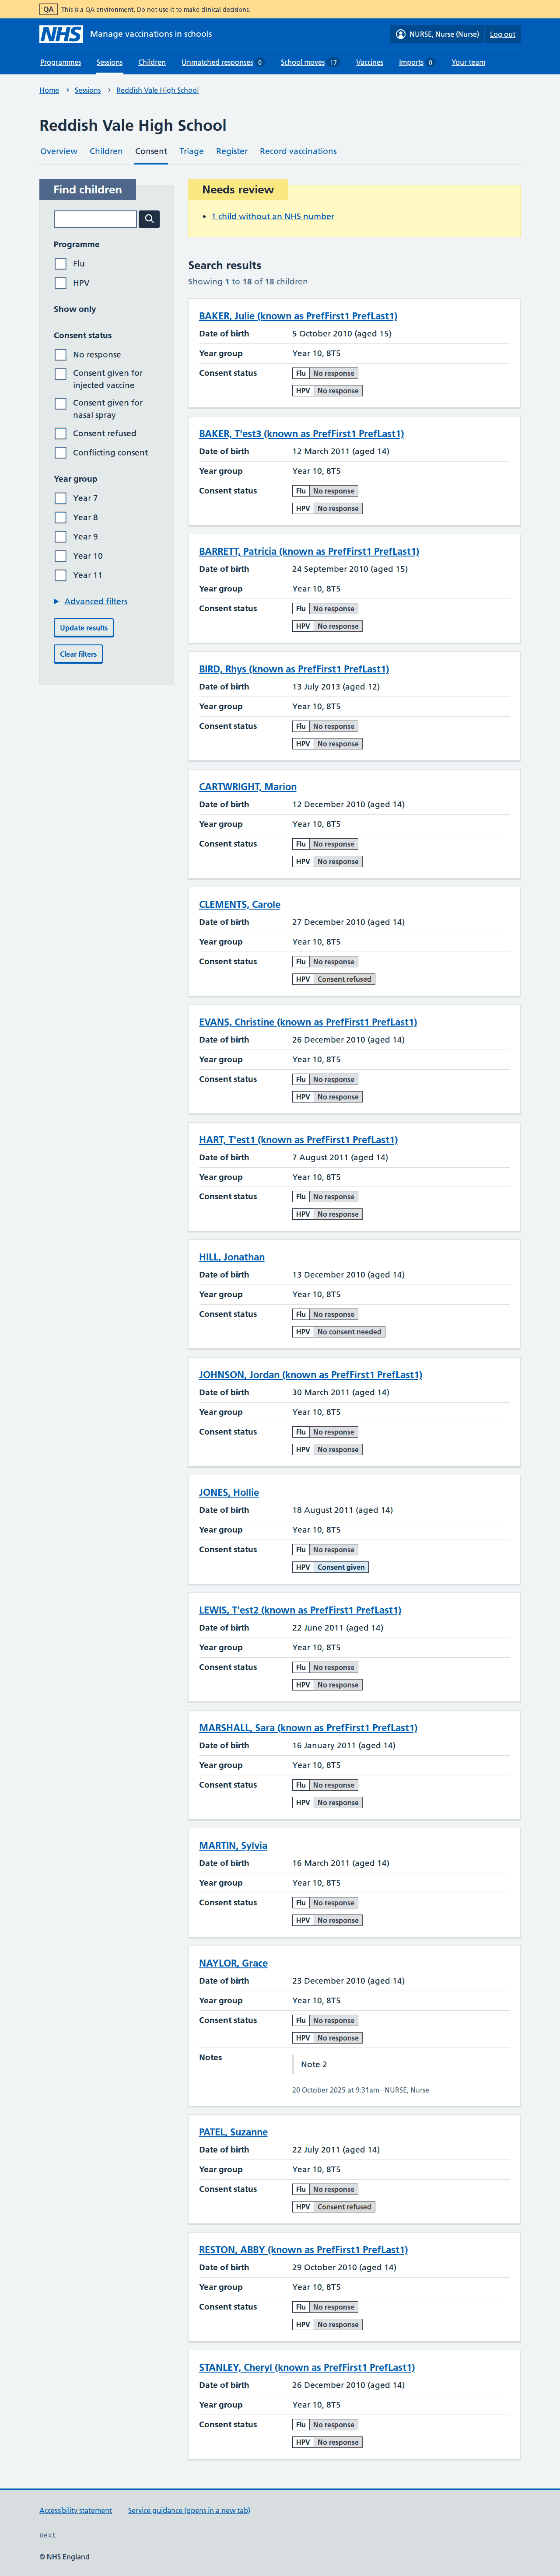 QA This is a QA environment. Do not use it to make clinical decisions.
NHS Manage vaccinations in schools
NURSE, Nurse (Nurse) Log out
Programmes Sessions Children Unmatched responses 0 School moves 17 Vaccines Imports 0 Your team
Home Sessions Reddish Vale High School
Reddish Vale High School
Overview Children Consent Triage Register Record vaccinations
Find children
Programme
Flu
HPV
Show only
Consent status
No response
Consent given for
injected vaccine
Consent given for
nasal spray
Consent refused
Conflicting consent
Year group
Year 7
Year 8
Year 9
Year 10
Year 11
Advanced filters
Update results
Clear filters
Needs review
1 child without an NHS number
Search results
Showing 1 to 18 of 18 children
BAKER, Julie (known as PrefFirst1 PrefLast1)
Date of birth 5 October 2010 (aged 15)
Year group Year 10, 8T5
Consent status Flu No response
HPV No response
BAKER, T'est3 (known as PrefFirst1 PrefLast1)
Date of birth 12 March 2011 (aged 14)
Year group Year 10, 8T5
Consent status Flu No response
HPV No response
BARRETT, Patricia (known as PrefFirst1 PrefLast1)
Date of birth 24 September 2010 (aged 15)
Year group Year 10, 8T5
Consent status Flu No response
HPV No response
BIRD, Rhys (known as PrefFirst1 PrefLast1)
Date of birth 13 July 2013 (aged 12)
Year group Year 10, 8T5
Consent status Flu No response
HPV No response
CARTWRIGHT, Marion
Date of birth 12 December 2010 (aged 14)
Year group Year 10, 8T5
Consent status Flu No response
HPV No response
CLEMENTS, Carole
Date of birth 27 December 2010 (aged 14)
Year group Year 10, 8T5
Consent status Flu No response
HPV Consent refused
EVANS, Christine (known as PrefFirst1 PrefLast1)
Date of birth 26 December 2010 (aged 14)
Year group Year 10, 8T5
Consent status Flu No response
HPV No response
HART, T'est1 (known as PrefFirst1 PrefLast1)
Date of birth 7 August 2011 (aged 14)
Year group Year 10, 8T5
Consent status Flu No response
HPV No response
HILL, Jonathan
Date of birth 13 December 2010 (aged 14)
Year group Year 10, 8T5
Consent status Flu No response
HPV No consent needed
JOHNSON, Jordan (known as PrefFirst1 PrefLast1)
Date of birth 30 March 2011 (aged 14)
Year group Year 10, 8T5
Consent status Flu No response
HPV No response
JONES, Hollie
Date of birth 18 August 2011 (aged 14)
Year group Year 10, 8T5
Consent status Flu No response
HPV Consent given
LEWIS, T'est2 (known as PrefFirst1 PrefLast1)
Date of birth 22 June 2011 (aged 14)
Year group Year 10, 8T5
Consent status Flu No response
HPV No response
MARSHALL, Sara (known as PrefFirst1 PrefLast1)
Date of birth 16 January 2011 (aged 14)
Year group Year 10, 8T5
Consent status Flu No response
HPV No response
MARTIN, Sylvia
Date of birth 16 March 2011 (aged 14)
Year group Year 10, 8T5
Consent status Flu No response
HPV No response
NAYLOR, Grace
Date of birth 23 December 2010 (aged 14)
Year group Year 10, 8T5
Consent status Flu No response
HPV No response
Notes Note 2
20 October 2025 at 9:31am · NURSE, Nurse
PATEL, Suzanne
Date of birth 22 July 2011 (aged 14)
Year group Year 10, 8T5
Consent status Flu No response
HPV Consent refused
RESTON, ABBY (known as PrefFirst1 PrefLast1)
Date of birth 29 October 2010 (aged 14)
Year group Year 10, 8T5
Consent status Flu No response
HPV No response
STANLEY, Cheryl (known as PrefFirst1 PrefLast1)
Date of birth 26 December 2010 (aged 14)
Year group Year 10, 8T5
Consent status Flu No response
HPV No response
Accessibility statement Service guidance (opens in a new tab)
next
© NHS England